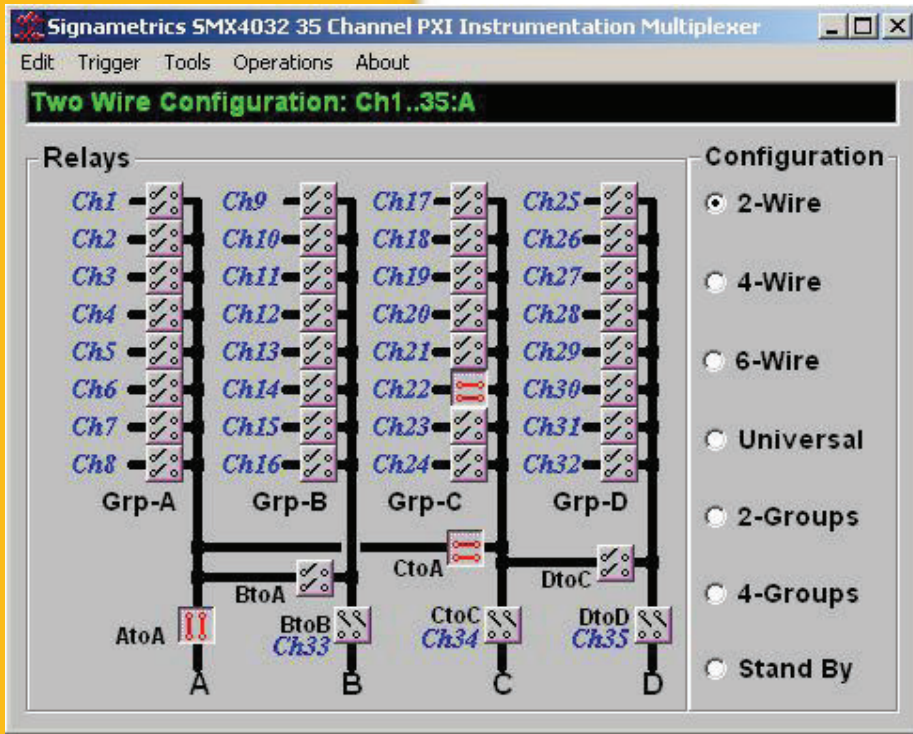 Signametrics SMX4032 35 Channel PXI Instrumentation Multiplexer
Edit Trigger Tools Operations About
Two Wire Configuration: Ch1..35:A
Relays
Ch1 Ch9 Ch17 Ch25
Ch2 Ch10 Ch18 Ch26
Ch3 Ch11 Ch19 Ch27
Ch4 Ch12 Ch20 Ch28
Ch5 Ch13 Ch21 Ch29
Ch6 Ch14 Ch22 Ch30
Ch7 Ch15 Ch23 Ch31
Ch8 Ch16 Ch24 Ch32
Grp-A Grp-B Grp-C Grp-D
CtoA
BtoA DtoC
AtoA BtoB CtoC DtoD
Ch33 Ch34 Ch35
A B C D
Configuration
2-Wire
4-Wire
6-Wire
Universal
2-Groups
4-Groups
Stand By